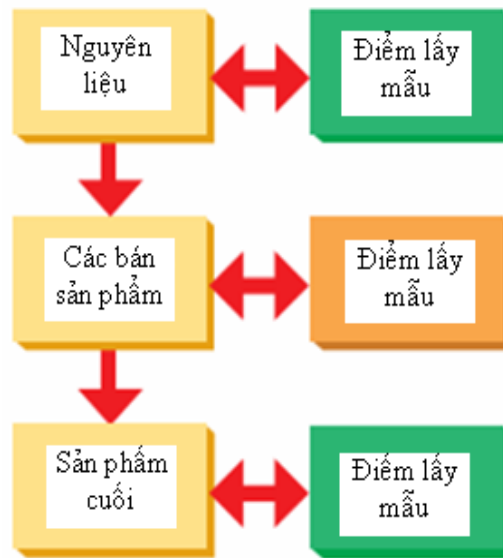 Nguyên
liệu
Điểm lấy
mẫu
Các bán
sản phẩm
Điểm lấy
mẫu
Sản phẩm
cuối
Điểm lấy
mẫu